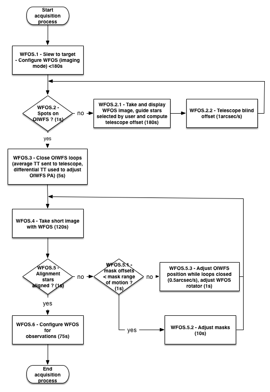 Start
acquisition
process
WFOS.1 - Slew to target
- Configure WFOS (imaging
mode) <180s
WFOS.2 -
Spots on
OIWFS? (1s)
no
WFOS.2.1 - Take and display
WFOS image, guide stars
selected by user and compute
telescope offset (180s)
WFOS.2.2 - Telescope blind
offset (1arcsec/s)
yes
WFOS.3 - Close OIWFS loops
(average TT sent to telescope,
differential TT used to adjust
OIWFS PA) (5s)
WFOS.4 - Take short image
with WFOS (120s)
WFOS.5 -
Alignment
stars
aligned ? (1s)
no
WFOS.5.1 -
mask offsets
< mask range
of motion ?
(1s)
no
WFOS.5.3 - Adjust OIWFS
position while loops closed
(0.5arcsec/s), adjust WFOS
rotator (1s)
yes
yes
WFOS.5.2 - Adjust masks
(10s)
WFOS.6 - Configure WFOS
for
observations (75s)
End
acquisition
process